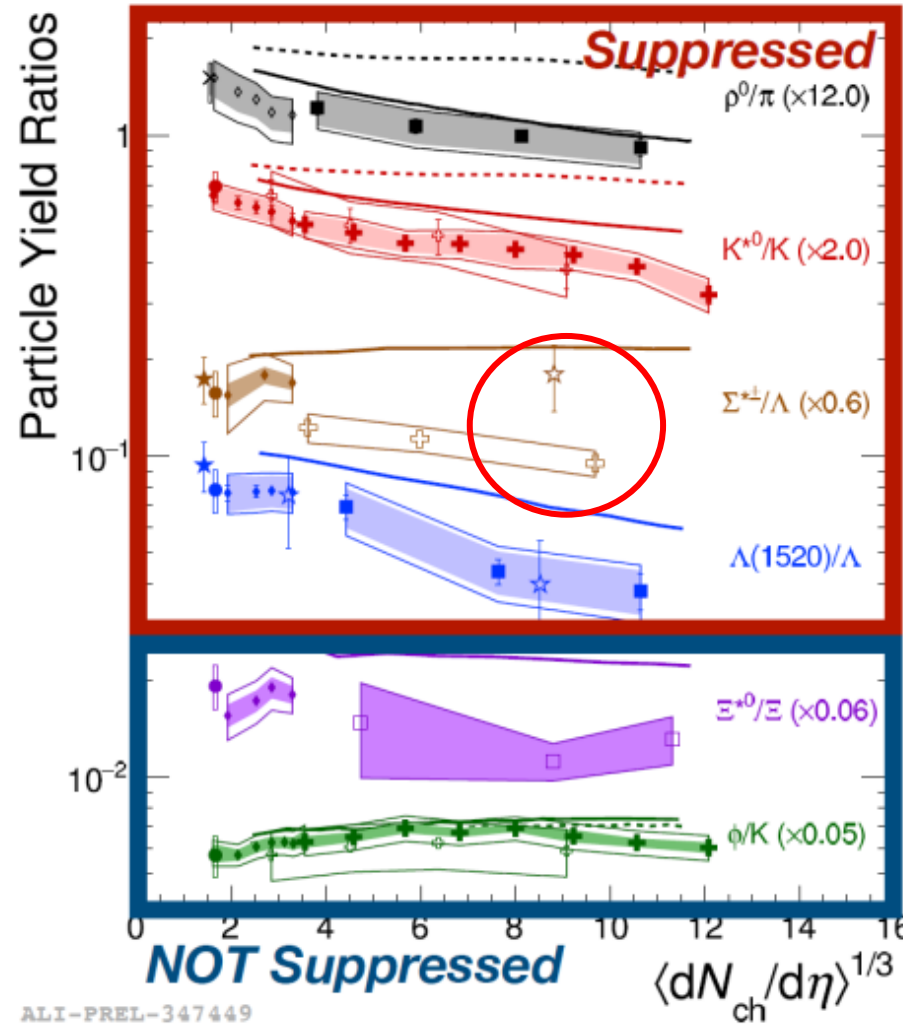 Suppressed
Particle Yield Ratios
ρ⁰/π (×12.0)
1
K*⁰/K (×2.0)
Σ*±/Λ (×0.6)
10⁻¹
Λ(1520)/Λ
Ξ*⁰/Ξ (×0.06)
10⁻²
ϕ/K (×0.05)
0 2 4 6 8 10 12 14 16
NOT Suppressed
⟨dN_ch/dη⟩^1/3
ALI-PREL-347449